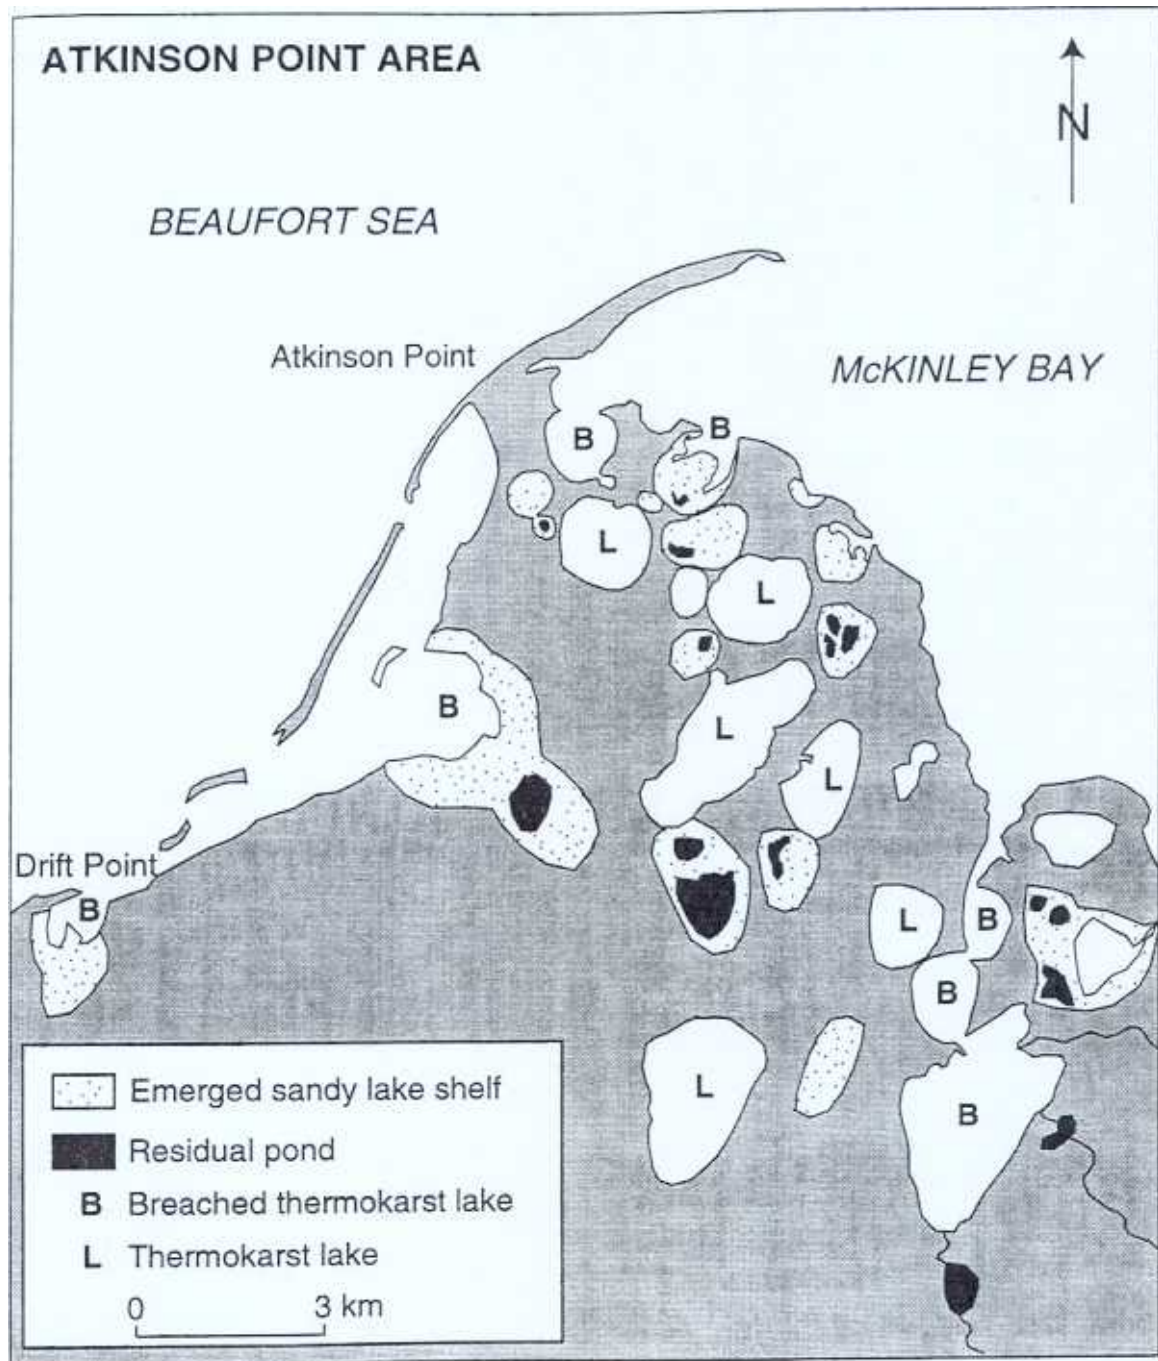 ATKINSON POINT AREA
N
BEAUFORT SEA
Atkinson Point
McKINLEY BAY
B
B
L
L
B
L
L
Drift Point
B
L
B
B
L
B
Emerged sandy lake shelf
Residual pond
B Breached thermokarst lake
L Thermokarst lake
0 3 km